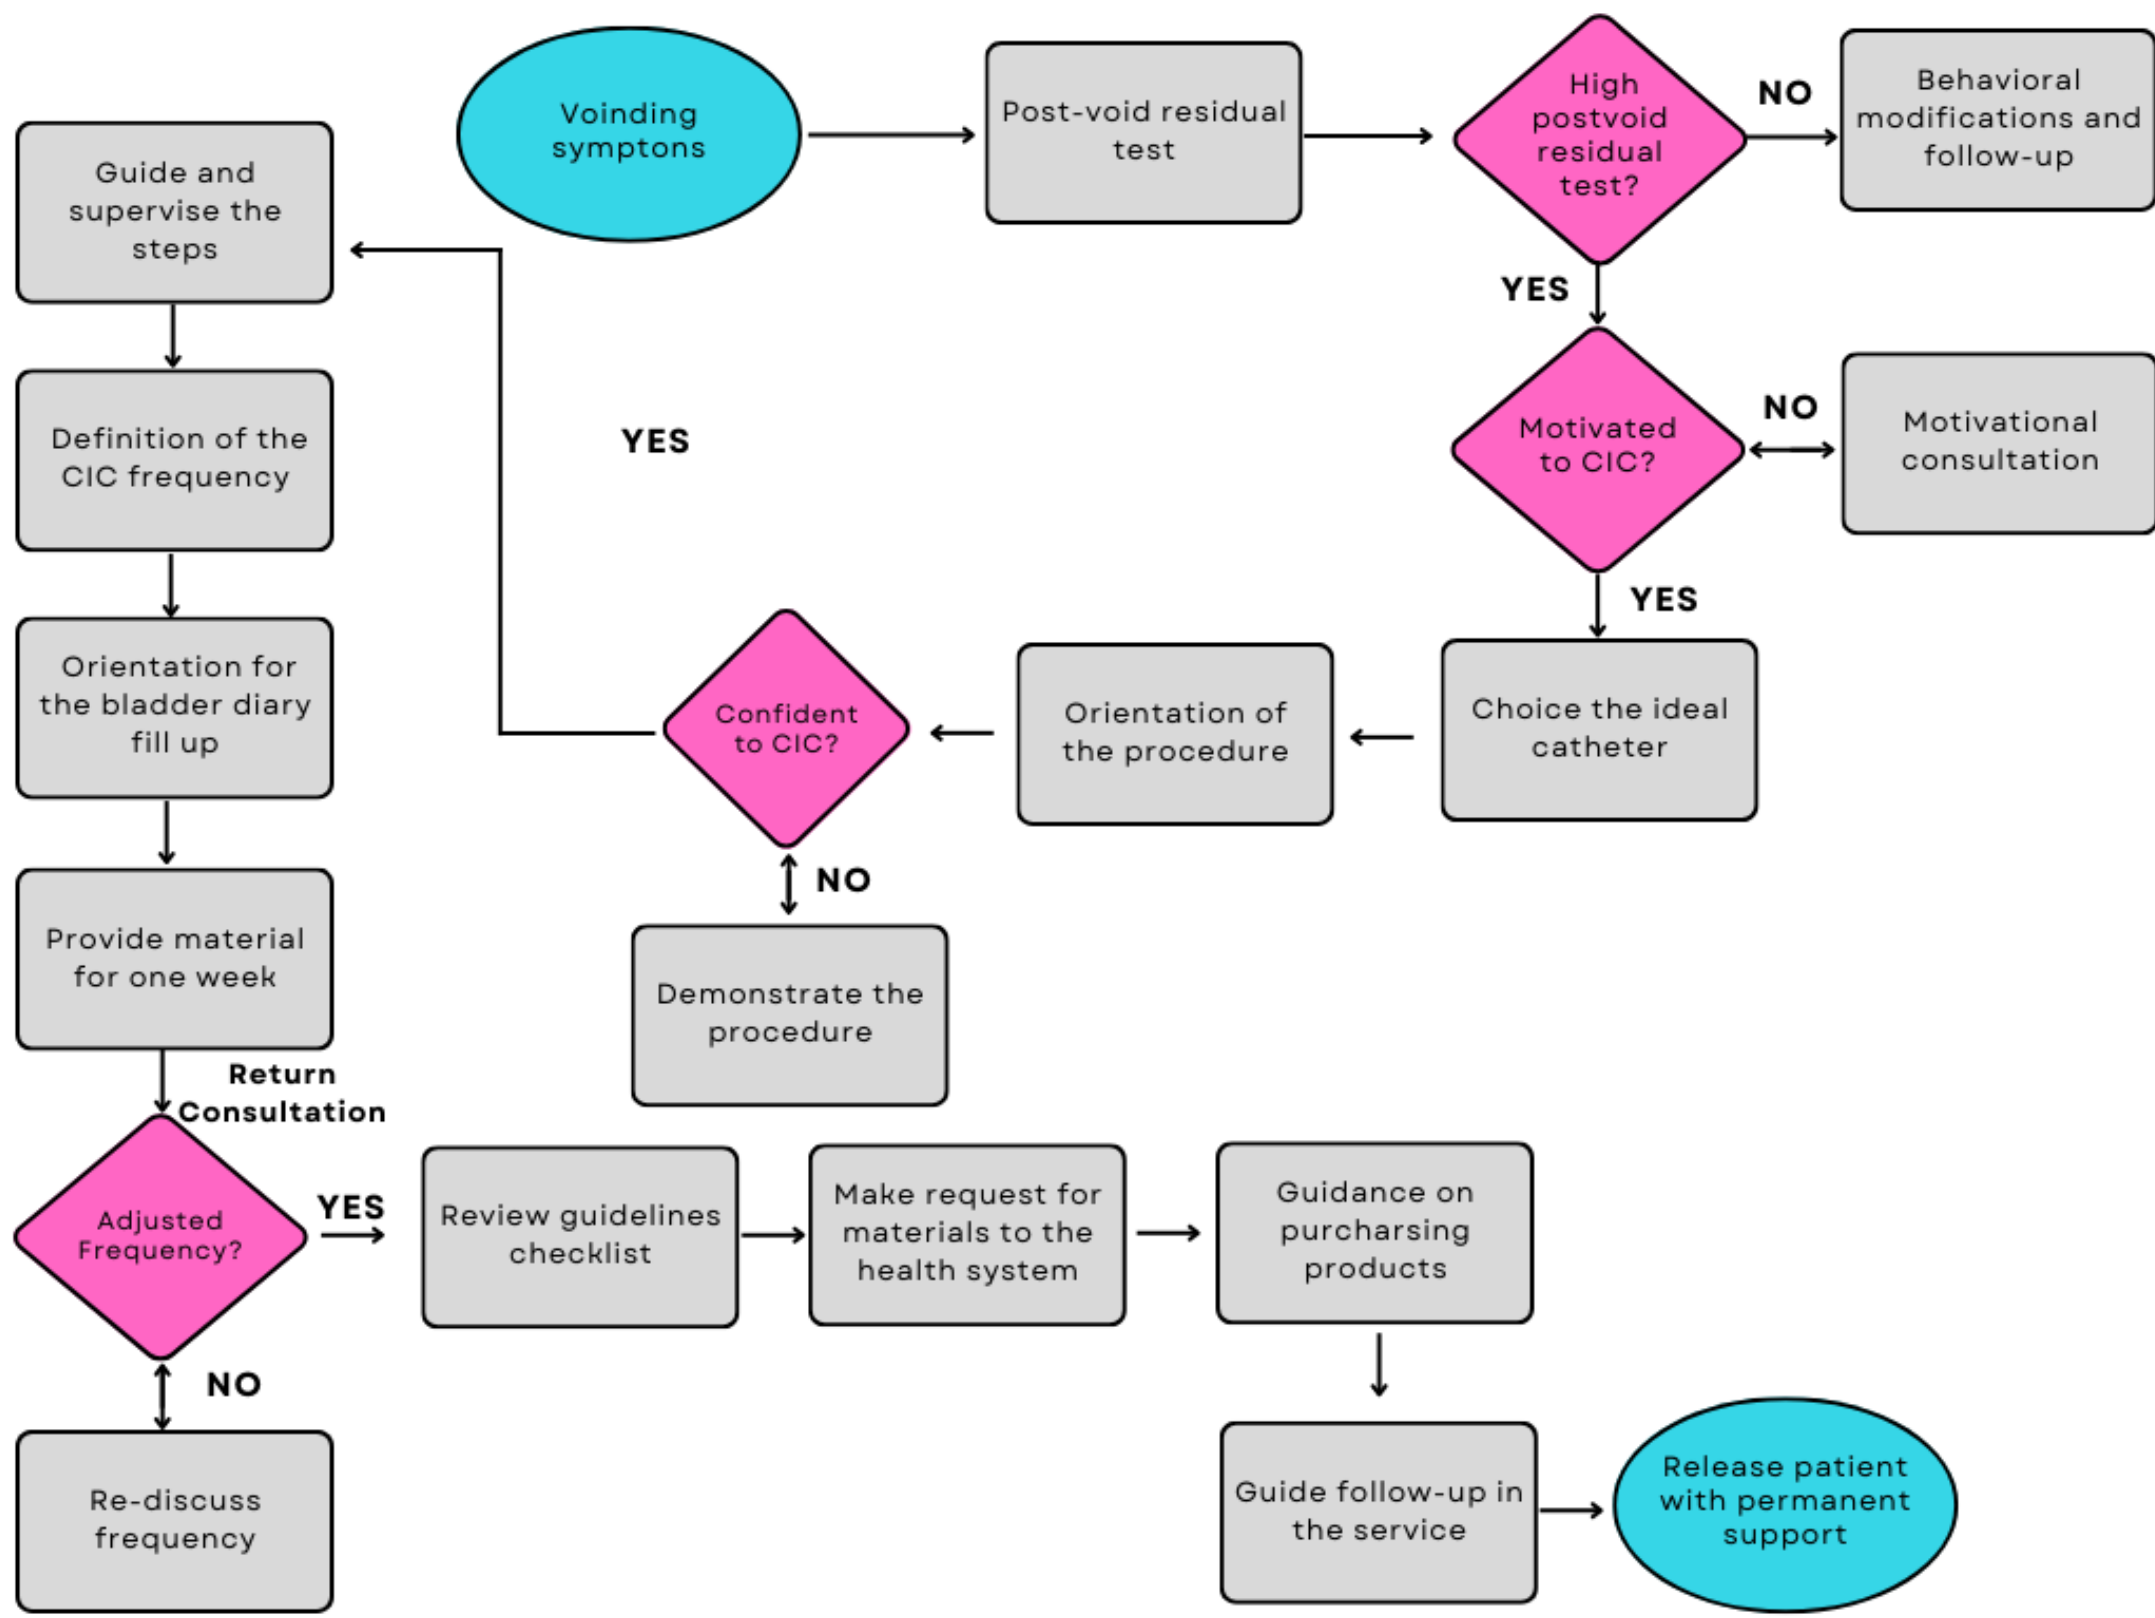 Voinding
symptons
Post-void residual
test
High
postvoid
residual
test?
NO
Behavioral
modifications and
follow-up
YES
Motivated
to CIC?
NO
Motivational
consultation
YES
Choice the ideal
catheter
Orientation of
the procedure
Confident
to CIC?
NO
Demonstrate the
procedure
YES
Guide and
supervise the
steps
Definition of the
CIC frequency
Orientation for
the bladder diary
fill up
Provide material
for one week
Return
Consultation
Adjusted
Frequency?
NO
Re-discuss
frequency
YES
Review guidelines
checklist
Make request for
materials to the
health system
Guidance on
purcharsing
products
Guide follow-up in
the service
Release patient
with permanent
support